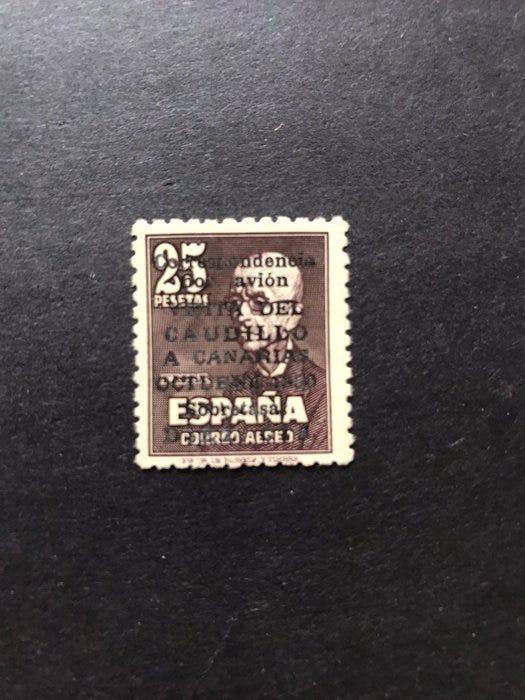 25
PESETAS
Correspondencia
por avión
VISITA DEL
CAUDILLO
A CANARIAS
OCTUBRE 1950
Sobretasa:
ESPAÑA
CORREO AEREO